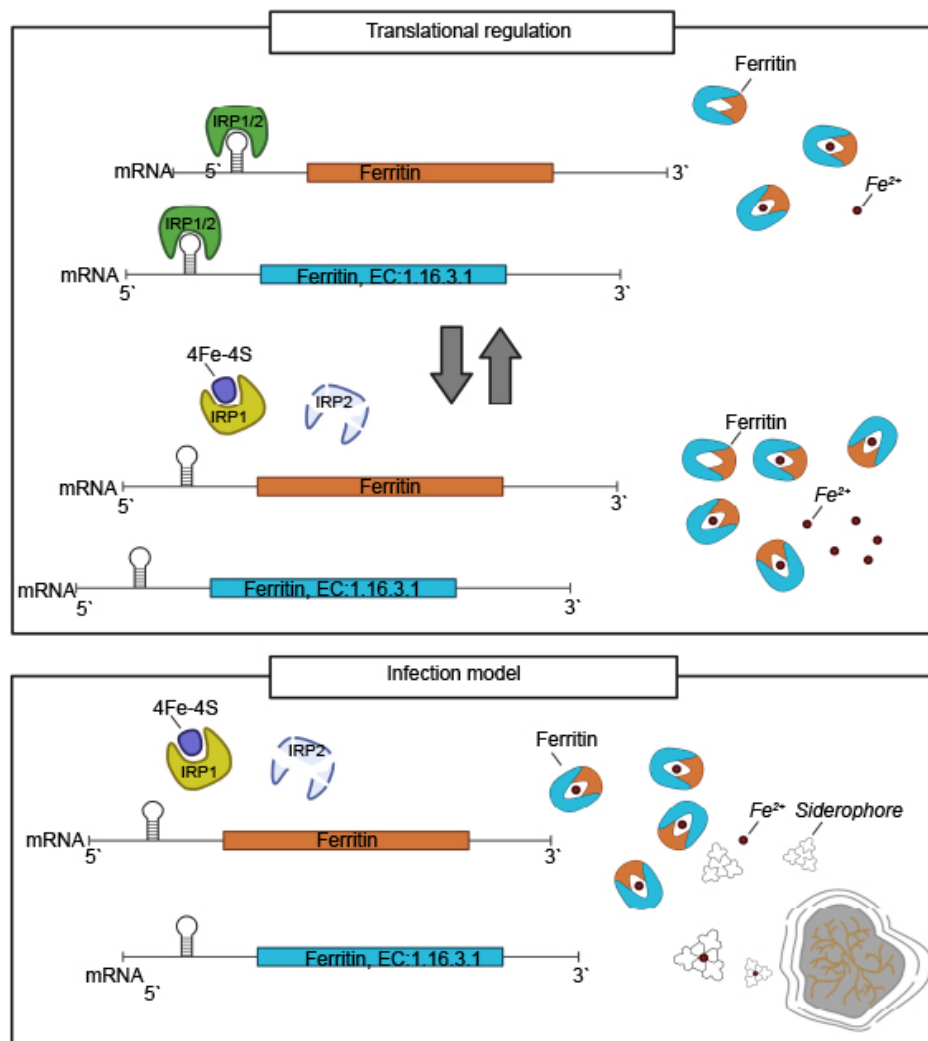 Translational regulation
Ferritin
IRP1/2
mRNA 5` Ferritin 3`
Fe²⁺
IRP1/2
mRNA Ferritin, EC:1.16.3.1
5` 3`
4Fe-4S
IRP1
IRP2
Ferritin
mRNA Ferritin
5` 3`
Fe²⁺
mRNA Ferritin, EC:1.16.3.1
5` 3`
Infection model
4Fe-4S
IRP1
IRP2
Ferritin
Fe²⁺ Siderophore
mRNA Ferritin
5` 3`
mRNA Ferritin, EC:1.16.3.1
5` 3`